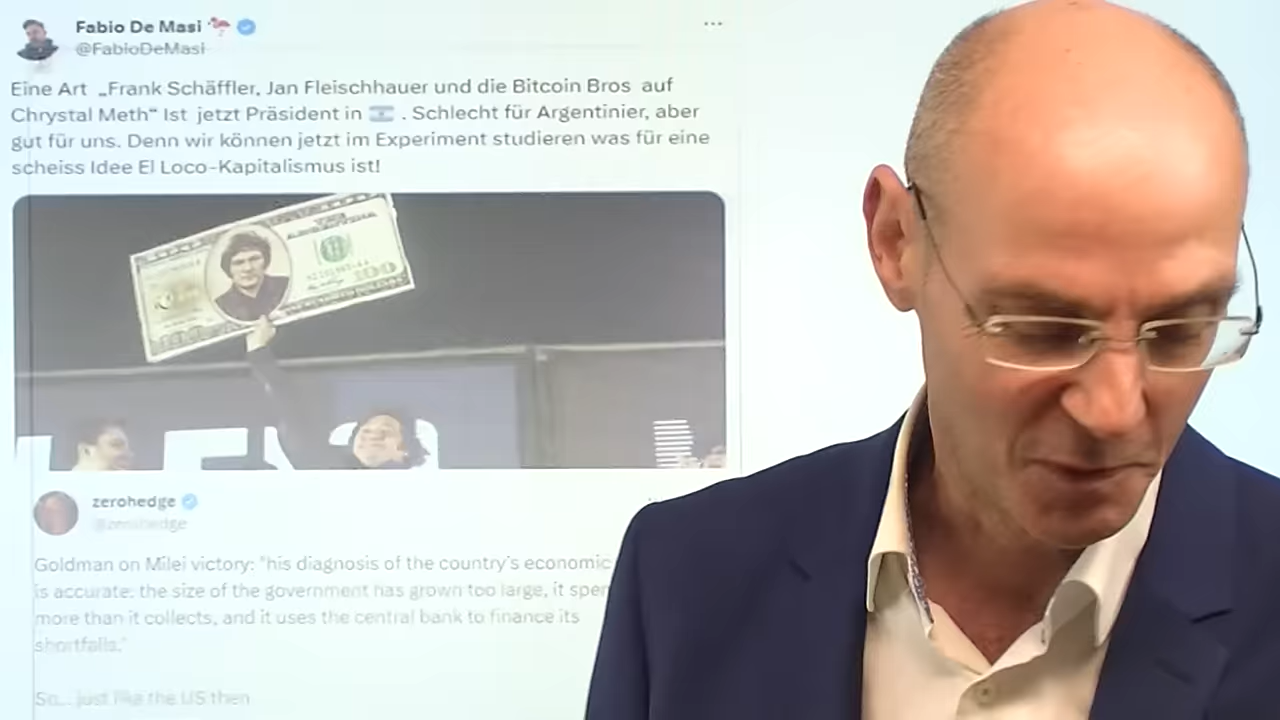 Fabio De Masi
@FabioDeMasi
Eine Art „Frank Schäffler, Jan Fleischhauer und die Bitcoin Bros auf
Chrystal Meth“ Ist jetzt Präsident in . Schlecht für Argentinier, aber
gut für uns. Denn wir können jetzt im Experiment studieren was für eine
scheiss Idee El Loco-Kapitalismus ist!
100
zerohedge
@zerohedge
Goldman on Milei victory: "his diagnosis of the country's economic
is accurate: the size of the government has grown too large, it
more than it collects, and it uses the central bank to finance its
shortfalls."
So... just like the US then